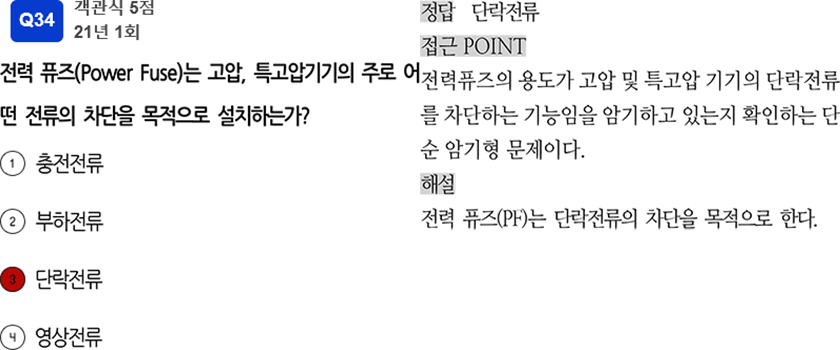 Q34
객관식 5점
21년 1회
전력 퓨즈(Power Fuse)는 고압, 특고압기기의 주로 어
떤 전류의 차단을 목적으로 설치하는가?
1 충전전류
2 부하전류
3 단락전류
4 영상전류
정답 단락전류
접근 POINT
전력퓨즈의 용도가 고압 및 특고압 기기의 단락전류
를 차단하는 기능임을 암기하고 있는지 확인하는 단
순 암기형 문제이다.
해설
전력 퓨즈(PF)는 단락전류의 차단을 목적으로 한다.